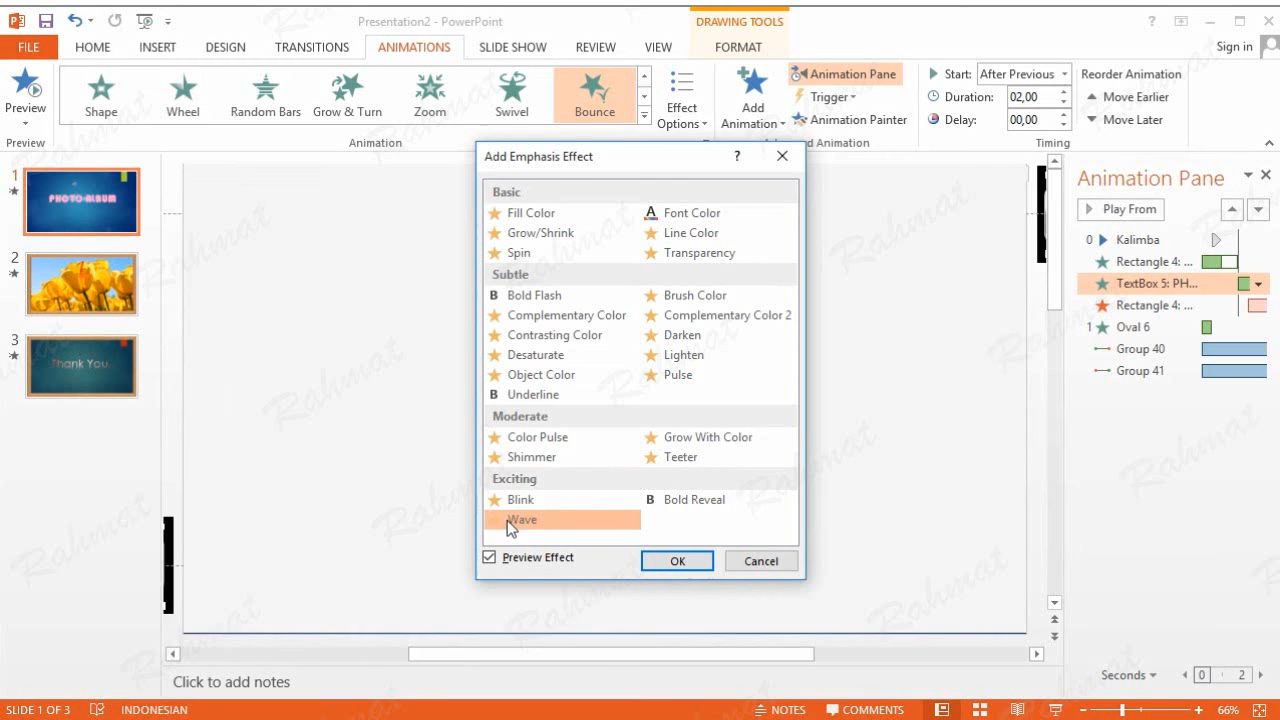 Presentation2 - PowerPoint
DRAWING TOOLS
?
FILE
HOME
INSERT
DESIGN
TRANSITIONS
ANIMATIONS
SLIDE SHOW
REVIEW
VIEW
FORMAT
Sign in
Preview
Shape
Wheel
Random Bars
Grow & Turn
Zoom
Swivel
Bounce
Effect
Options
Add
Animation
Animation Pane
Trigger
Animation Painter
Start: After Previous
Duration: 02,00
Delay: 00,00
Reorder Animation
Move Earlier
Move Later
Preview
Animation
Animation
Timing
1
PHOTO ALBUM
2
3
Thank You
Add Emphasis Effect
?
Basic
Fill Color
A Font Color
Grow/Shrink
Line Color
Spin
Transparency
Subtle
B Bold Flash
Brush Color
Complementary Color
Complementary Color 2
Contrasting Color
Darken
Desaturate
Lighten
Object Color
Pulse
B Underline
Moderate
Color Pulse
Grow With Color
Shimmer
Teeter
Exciting
Blink
B Bold Reveal
Wave
Preview Effect
OK
Cancel
Animation Pane
Play From
0 Kalimba
Rectangle 4: ...
TextBox 5: PH...
Rectangle 4: ...
1 Oval 6
Group 40
Group 41
Seconds
0 2
Click to add notes
SLIDE 1 OF 3
INDONESIAN
NOTES
COMMENTS
66%
Rahmat